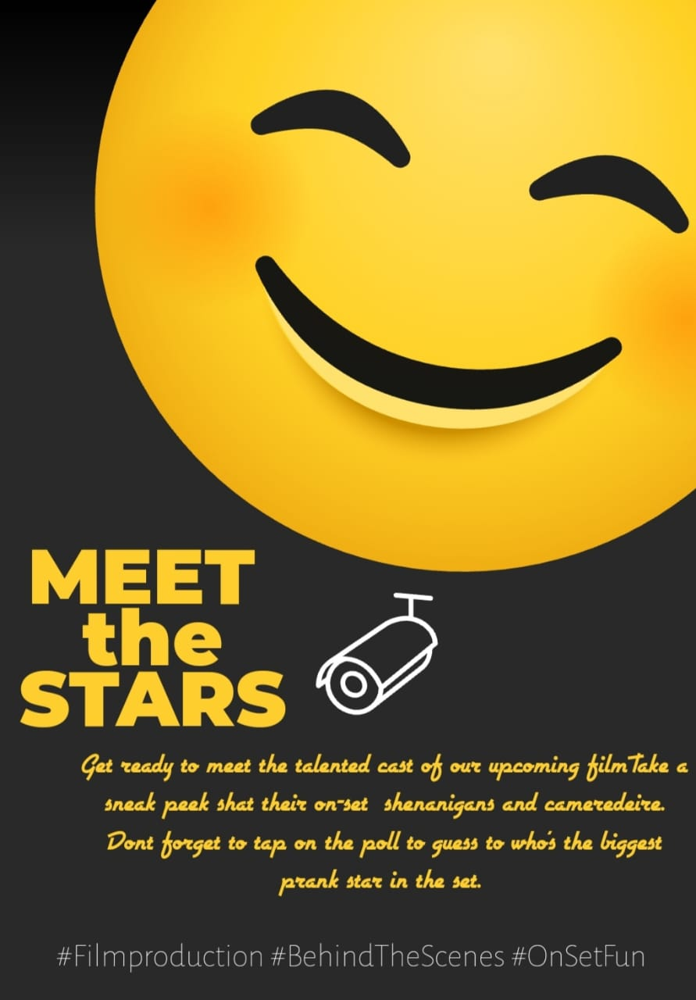 MEET
the
STARS
Get ready to meet the talented cast of our upcoming filmTake a
sneak peek shat their on-set shenanigans and cameredeire.
Dont forget to tap on the poll to guess to who's the biggest
prank star in the set.
#Filmproduction #BehindTheScenes #OnSetFun